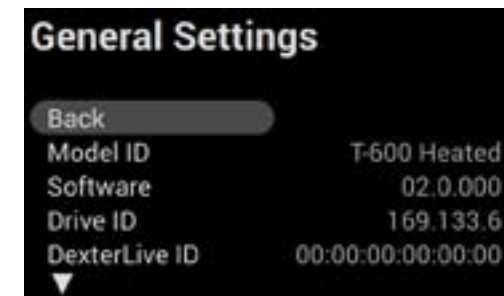 General Settings
Back
Model ID T-600 Heated
Software 02.0.000
Drive ID 169.133.6
DexterLive ID 00:00:00:00:00:00